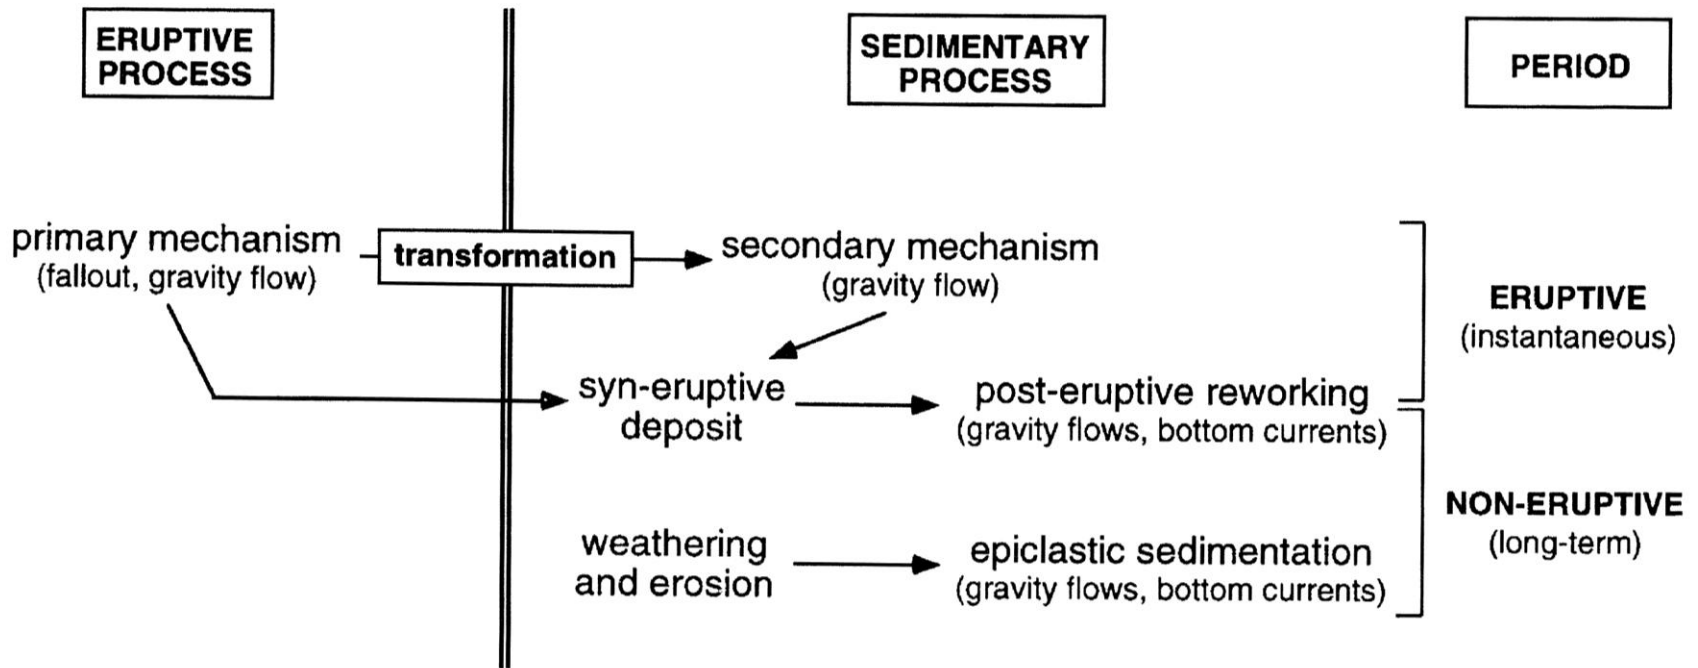 ERUPTIVE
PROCESS
SEDIMENTARY
PROCESS
PERIOD
primary mechanism
(fallout, gravity flow)
transformation
secondary mechanism
(gravity flow)
ERUPTIVE
(instantaneous)
syn-eruptive
deposit
post-eruptive reworking
(gravity flows, bottom currents)
NON-ERUPTIVE
(long-term)
weathering
and erosion
epiclastic sedimentation
(gravity flows, bottom currents)